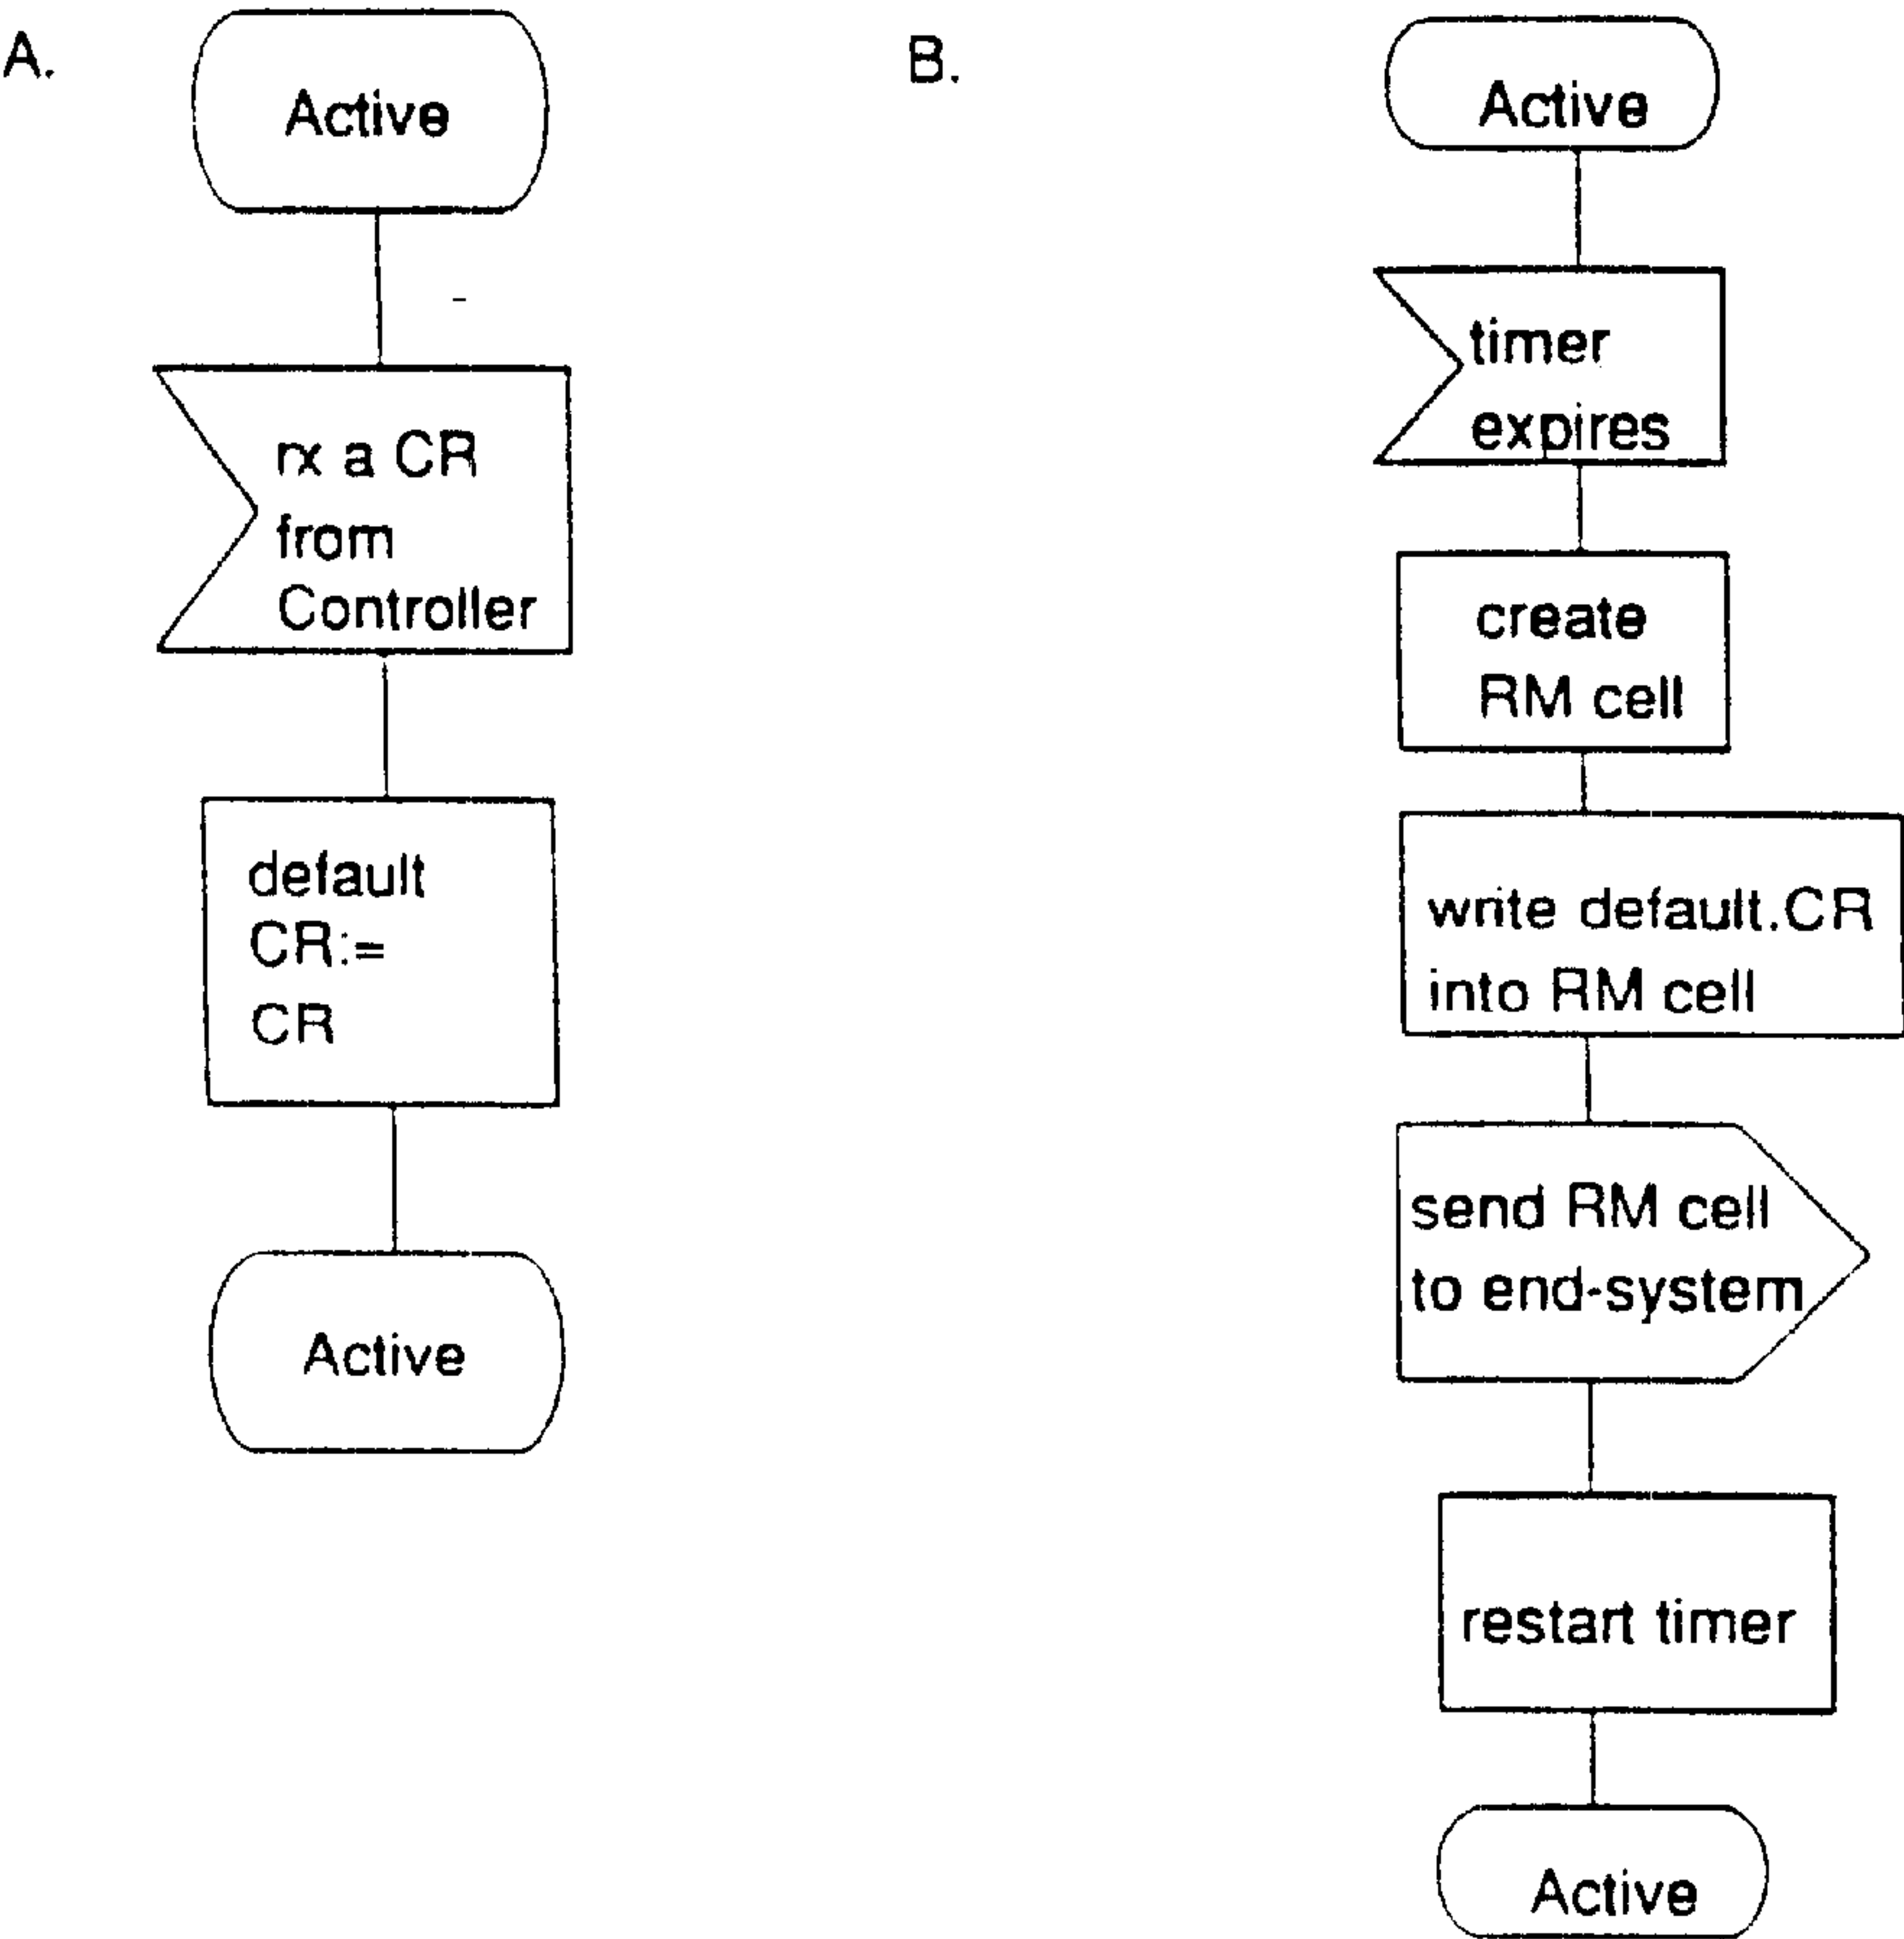 A.
Active
rx a CR
from
Controller
default
CR:=
CR
Active
B.
Active
timer
expires
create
RM cell
write default.CR
into RM cell
send RM cell
to end-system
restart timer
Active